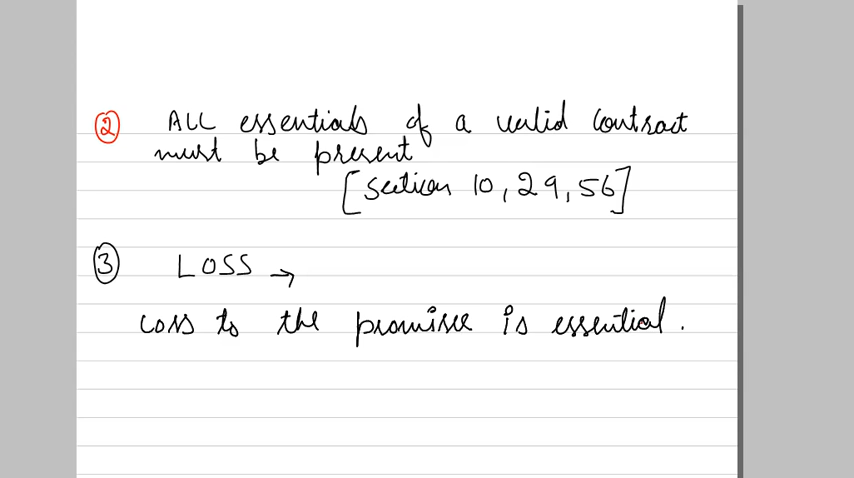 ② ALL essentials of a valid contract
must be present
[Section 10, 29, 56]
③ LOSS →
Loss to the promisee is essential.